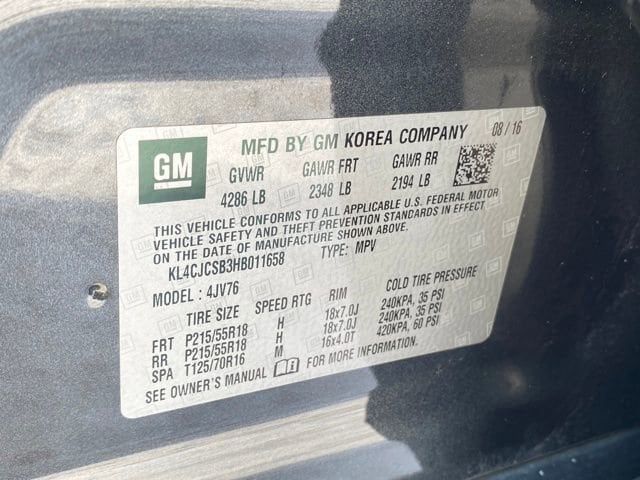 GM
MFD BY GM KOREA COMPANY 08/16
GVWR GAWR FRT GAWR RR
4286 LB 2348 LB 2194 LB
THIS VEHICLE CONFORMS TO ALL APPLICABLE U.S. FEDERAL MOTOR
VEHICLE SAFETY AND THEFT PREVENTION STANDARDS IN EFFECT
ON THE DATE OF MANUFACTURE SHOWN ABOVE.
KL4CJCSB3HB011658 TYPE: MPV
MODEL: 4JV76
TIRE SIZE SPEED RTG RIM COLD TIRE PRESSURE
FRT P215/55R18 H 18x7.0J 240KPA, 35 PSI
RR P215/55R18 H 18x7.0J 240KPA, 35 PSI
SPA T125/70R16 M 16x4.0T 420KPA, 60 PSI
SEE OWNER'S MANUAL FOR MORE INFORMATION.